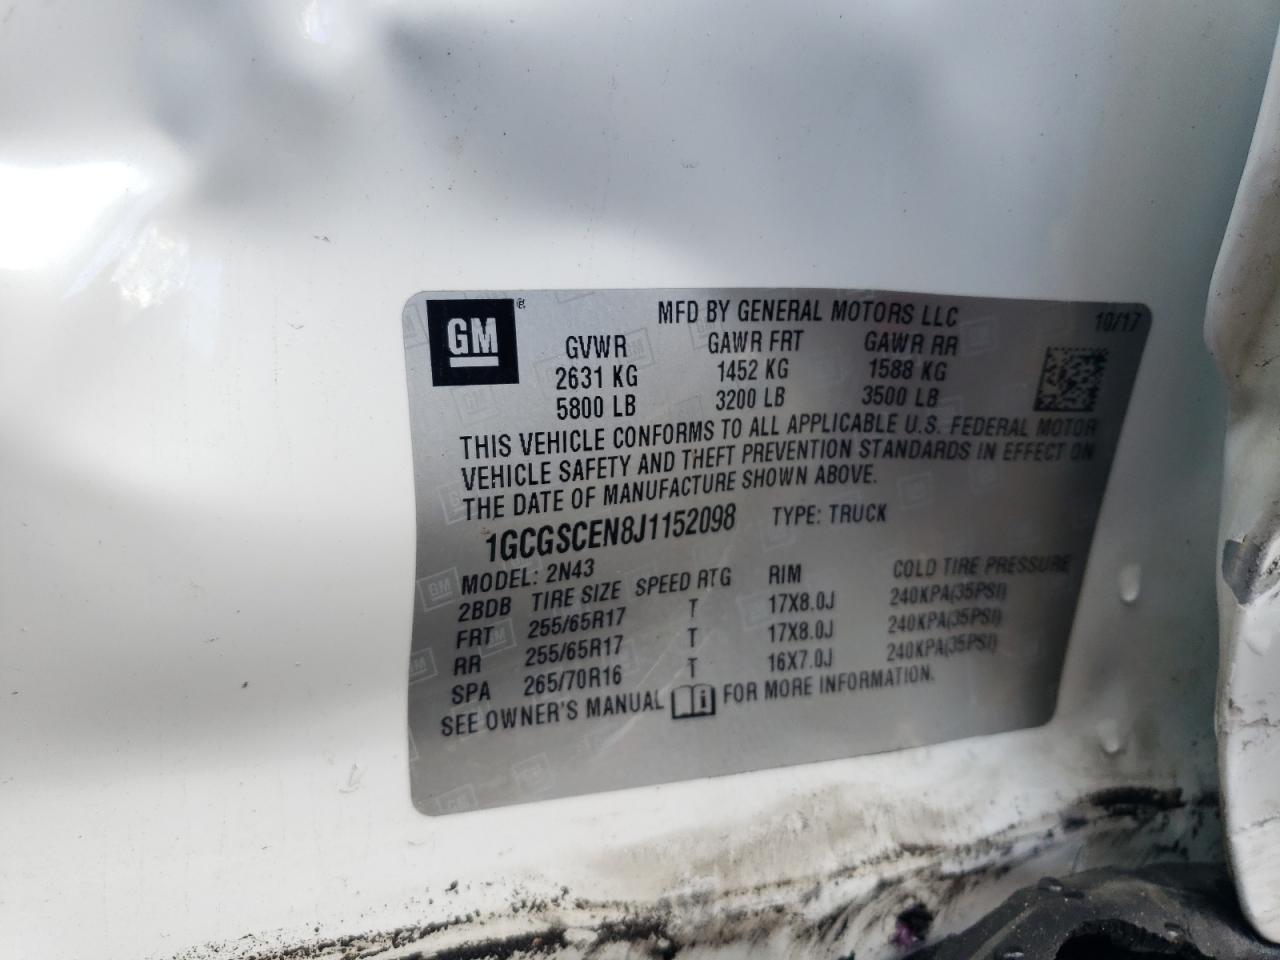 GM®
MFD BY GENERAL MOTORS LLC 10/17
GVWR GAWR FRT GAWR RR
2631 KG 1452 KG 1588 KG
5800 LB 3200 LB 3500 LB
THIS VEHICLE CONFORMS TO ALL APPLICABLE U.S. FEDERAL MOTOR
VEHICLE SAFETY AND THEFT PREVENTION STANDARDS IN EFFECT ON
THE DATE OF MANUFACTURE SHOWN ABOVE.
1GCGSCEN8J1152098 TYPE: TRUCK
MODEL: 2N43
2BDB TIRE SIZE SPEED RTG RIM COLD TIRE PRESSURE
FRT 255/65R17 T 17X8.0J 240KPA(35PSI)
RR 255/65R17 T 17X8.0J 240KPA(35PSI)
SPA 265/70R16 T 16X7.0J 240KPA(35PSI)
SEE OWNER'S MANUAL FOR MORE INFORMATION.